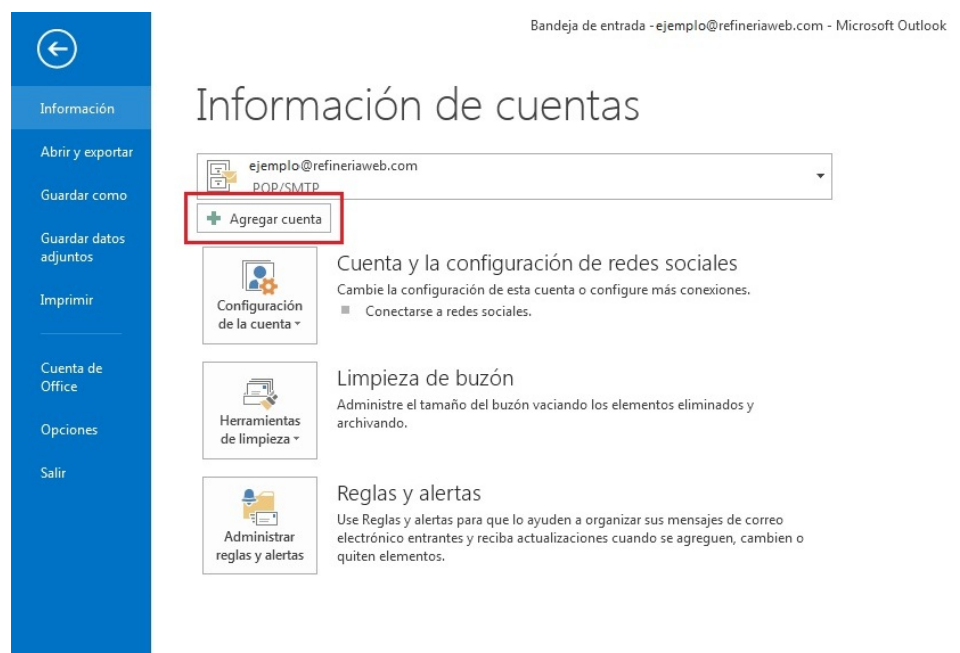 Bandeja de entrada - ejemplo@refineriaweb.com - Microsoft Outlook
Información
Abrir y exportar
Guardar como
Guardar datos
adjuntos
Imprimir
Cuenta de
Office
Opciones
Salir
Información de cuentas
ejemplo@refineriaweb.com
POP/SMTP
Agregar cuenta
Configuración
de la cuenta
Cuenta y la configuración de redes sociales
Cambie la configuración de esta cuenta o configure más conexiones.
Conectarse a redes sociales.
Herramientas
de limpieza
Limpieza de buzón
Administre el tamaño del buzón vaciando los elementos eliminados y
archivando.
Administrar
reglas y alertas
Reglas y alertas
Use Reglas y alertas para que lo ayuden a organizar sus mensajes de correo
electrónico entrantes y reciba actualizaciones cuando se agreguen, cambien o
quiten elementos.